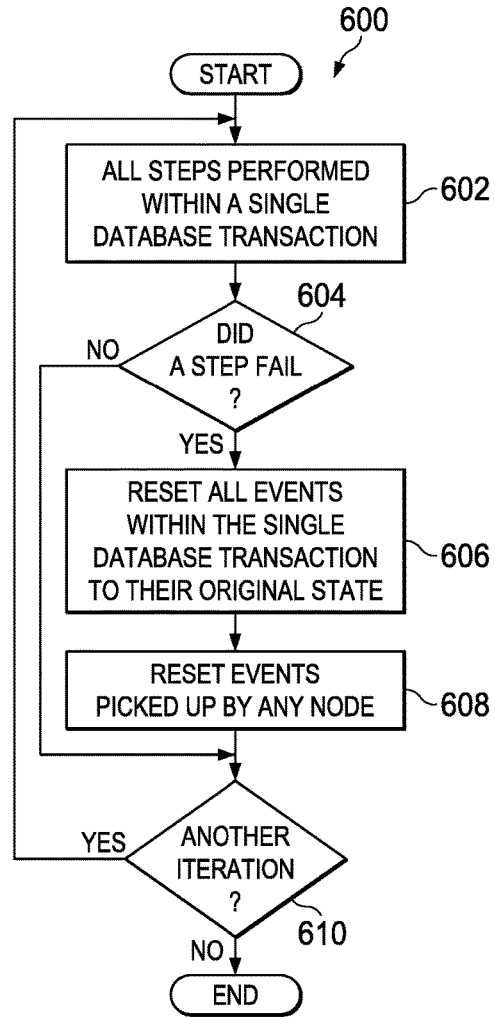 600
START
ALL STEPS PERFORMED
WITHIN A SINGLE
DATABASE TRANSACTION
602
604
DID
A STEP FAIL
?
NO
YES
RESET ALL EVENTS
WITHIN THE SINGLE
DATABASE TRANSACTION
TO THEIR ORIGINAL STATE
606
RESET EVENTS
PICKED UP BY ANY NODE
608
YES
ANOTHER
ITERATION
?
610
NO
END